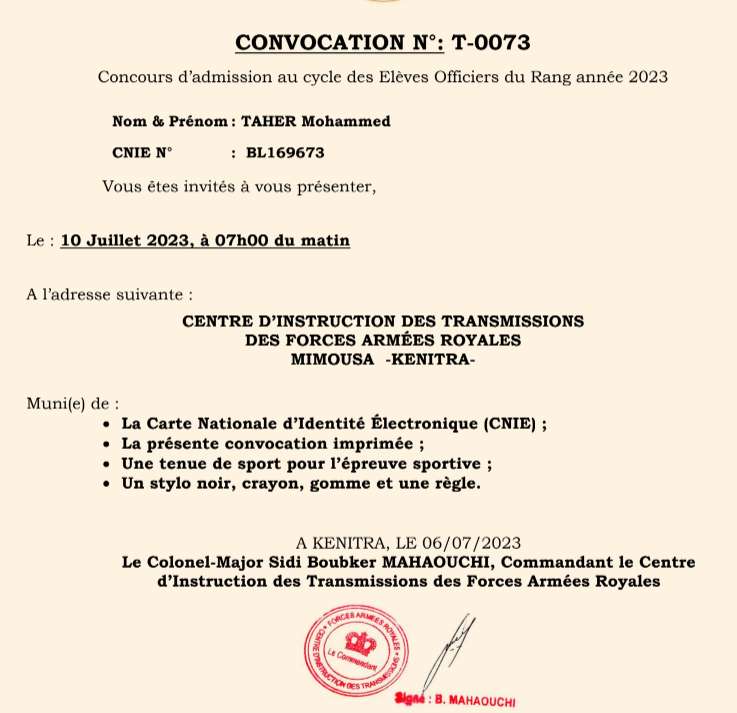 CONVOCATION N°: T-0073
Concours d’admission au cycle des Elèves Officiers du Rang année 2023
Nom & Prénom : TAHER Mohammed
CNIE N° : BL169673
Vous êtes invités à vous présenter,
Le : 10 Juillet 2023, à 07h00 du matin
A l’adresse suivante :
CENTRE D’INSTRUCTION DES TRANSMISSIONS
DES FORCES ARMÉES ROYALES
MIMOUSA -KENITRA-
Muni(e) de :
• La Carte Nationale d’Identité Électronique (CNIE) ;
• La présente convocation imprimée ;
• Une tenue de sport pour l’épreuve sportive ;
• Un stylo noir, crayon, gomme et une règle.
A KENITRA, LE 06/07/2023
Le Colonel-Major Sidi Boubker MAHAOUCHI, Commandant le Centre
d’Instruction des Transmissions des Forces Armées Royales
FORCES ARMEES ROYALES
CENTRE D'INSTRUCTION DES TRANSMISSIONS
Le Commandant
Signé : B. MAHAOUCHI